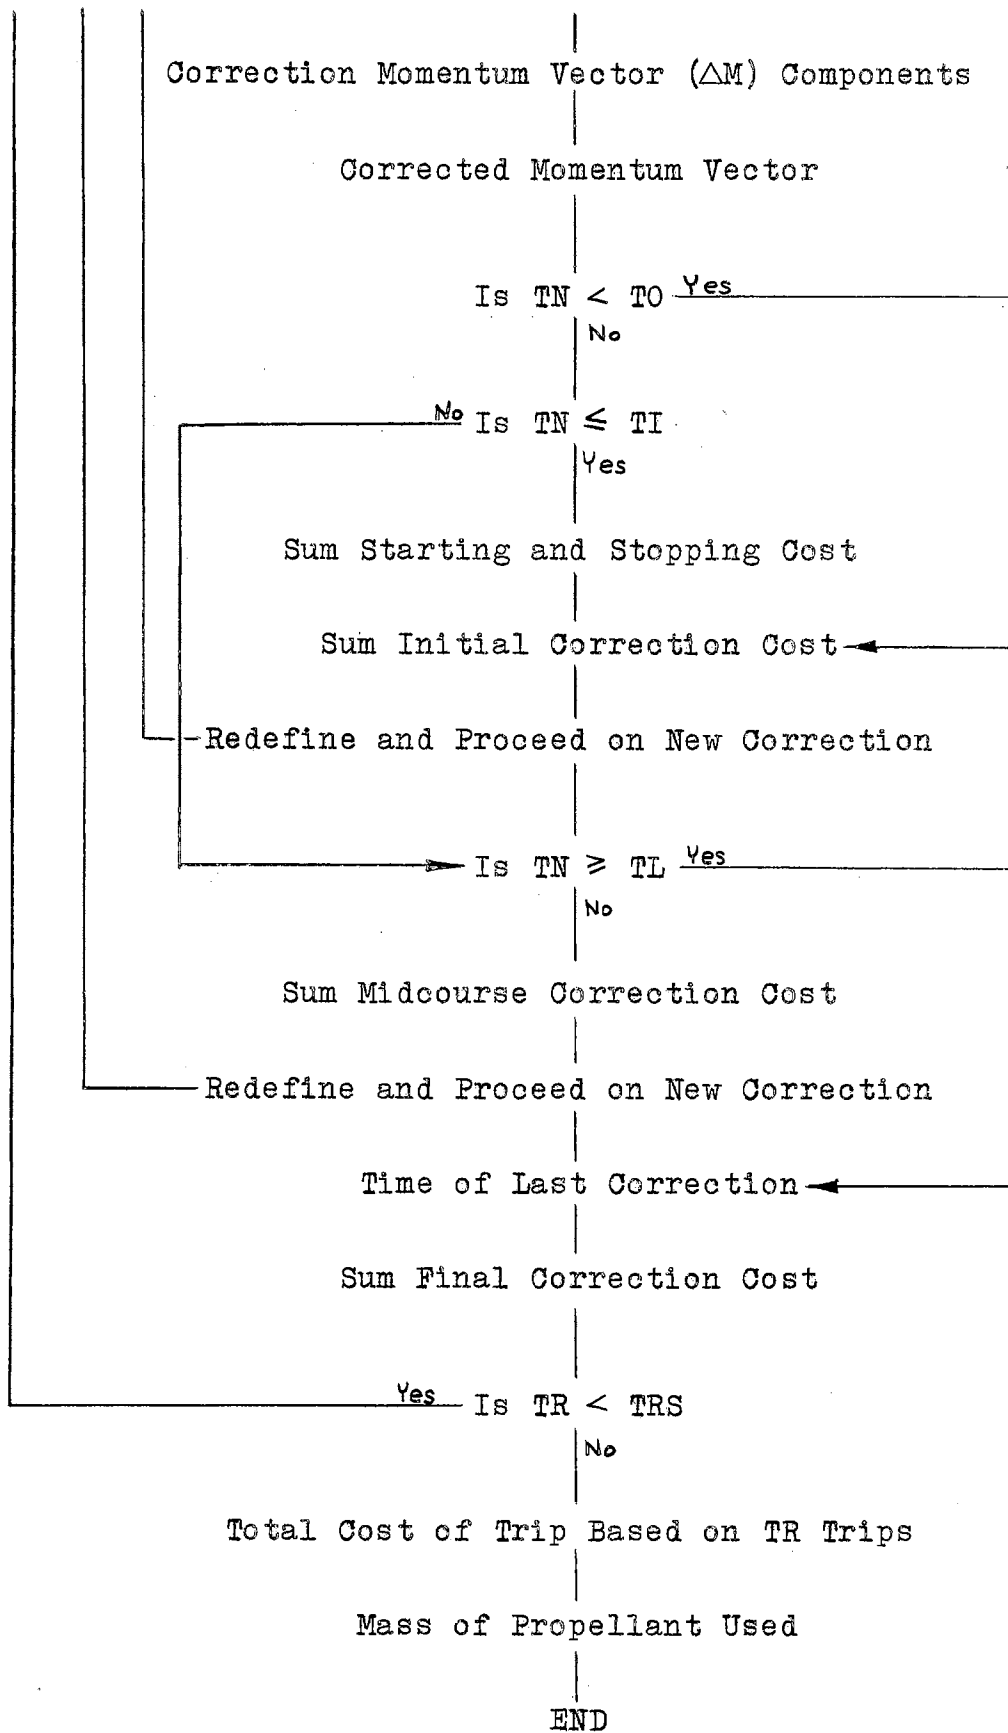 Correction Momentum Vector (△M) Components
Corrected Momentum Vector
Is TN < TO Yes
No
No Is TN ≤ TI
Yes
Sum Starting and Stopping Cost
Sum Initial Correction Cost
Redefine and Proceed on New Correction
Is TN ≥ TL Yes
No
Sum Midcourse Correction Cost
Redefine and Proceed on New Correction
Time of Last Correction
Sum Final Correction Cost
Yes Is TR < TRS
No
Total Cost of Trip Based on TR Trips
Mass of Propellant Used
END